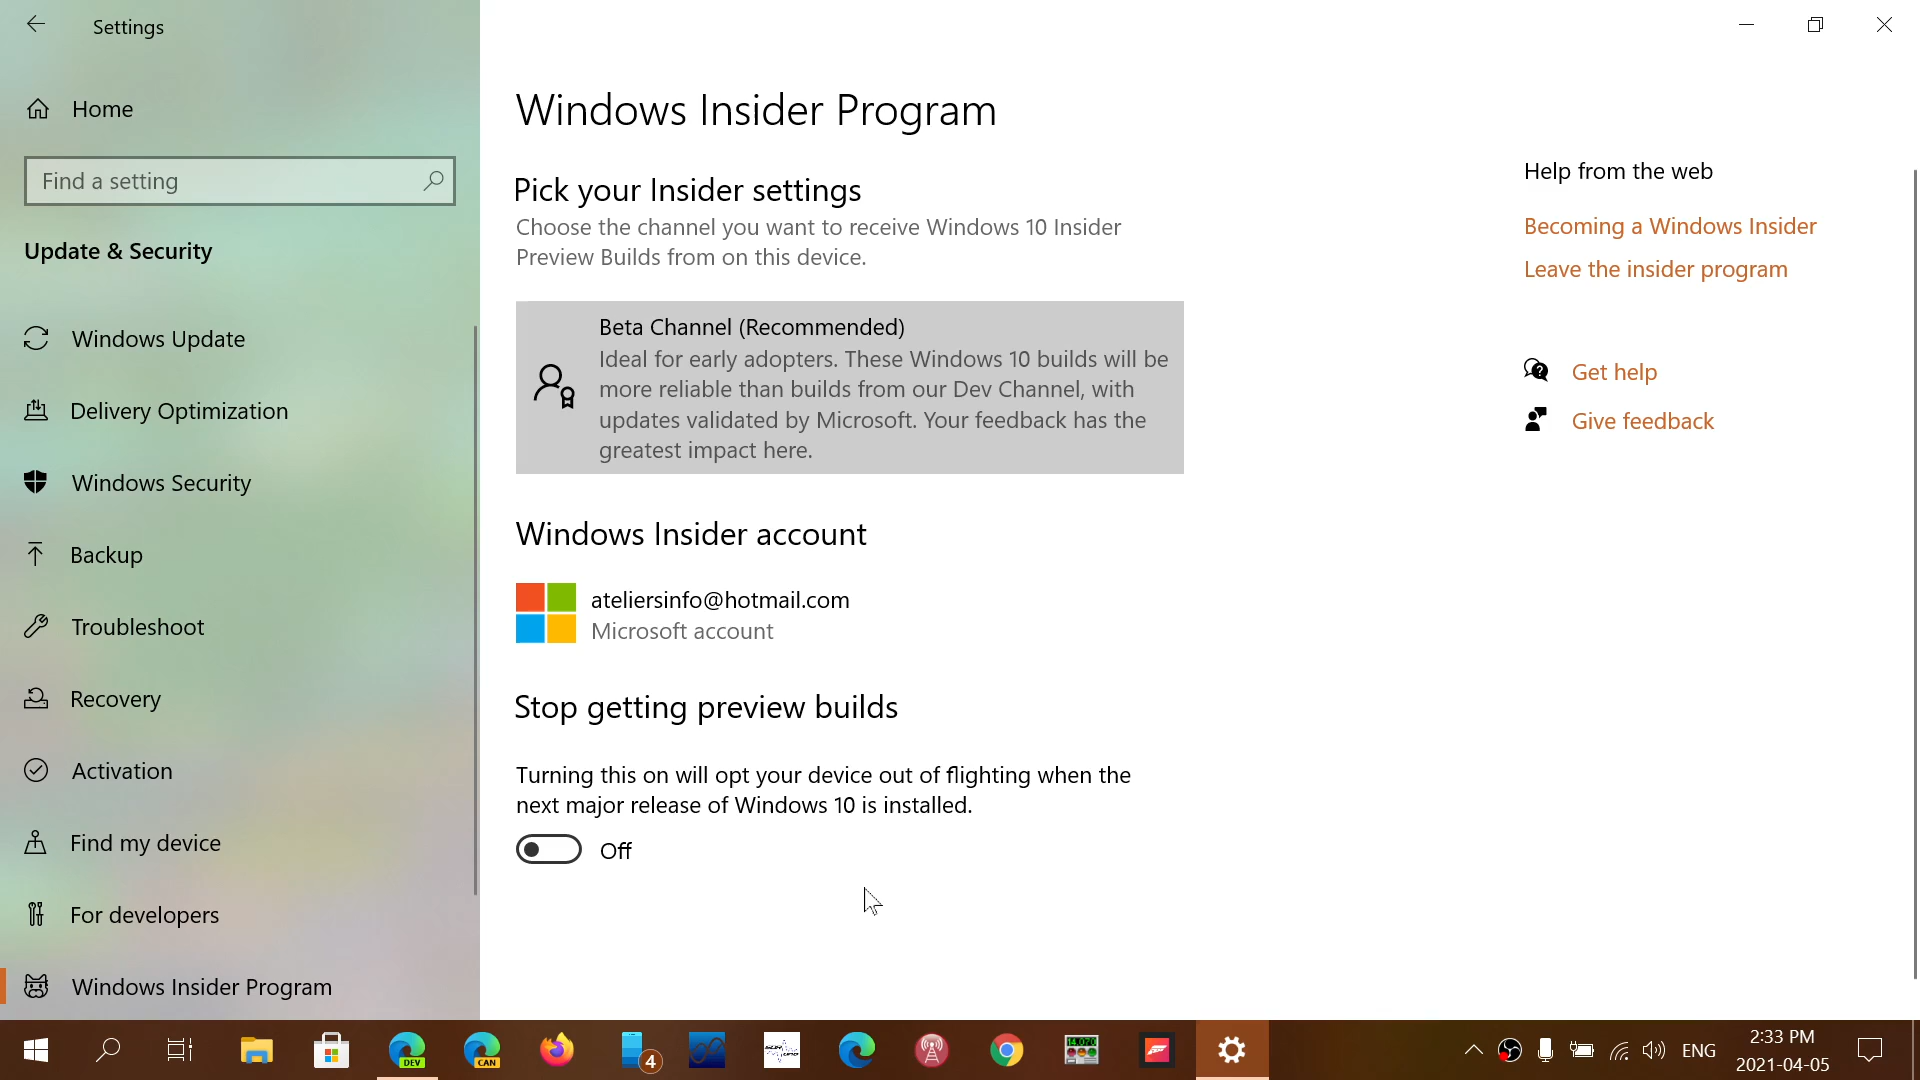 Settings
Home
Find a setting
Update & Security
Windows Update
Delivery Optimization
Windows Security
Backup
Troubleshoot
Recovery
Activation
Find my device
For developers
Windows Insider Program
Windows Insider Program
Pick your Insider settings
Choose the channel you want to receive Windows 10 Insider
Preview Builds from on this device.
Beta Channel (Recommended)
Ideal for early adopters. These Windows 10 builds will be
more reliable than builds from our Dev Channel, with
updates validated by Microsoft. Your feedback has the
greatest impact here.
Windows Insider account
ateliersinfo@hotmail.com
Microsoft account
Stop getting preview builds
Turning this on will opt your device out of flighting when the
next major release of Windows 10 is installed.
Off
Help from the web
Becoming a Windows Insider
Leave the insider program
Get help
Give feedback
DEV
CAN
4
ENG
2:33 PM
2021-04-05